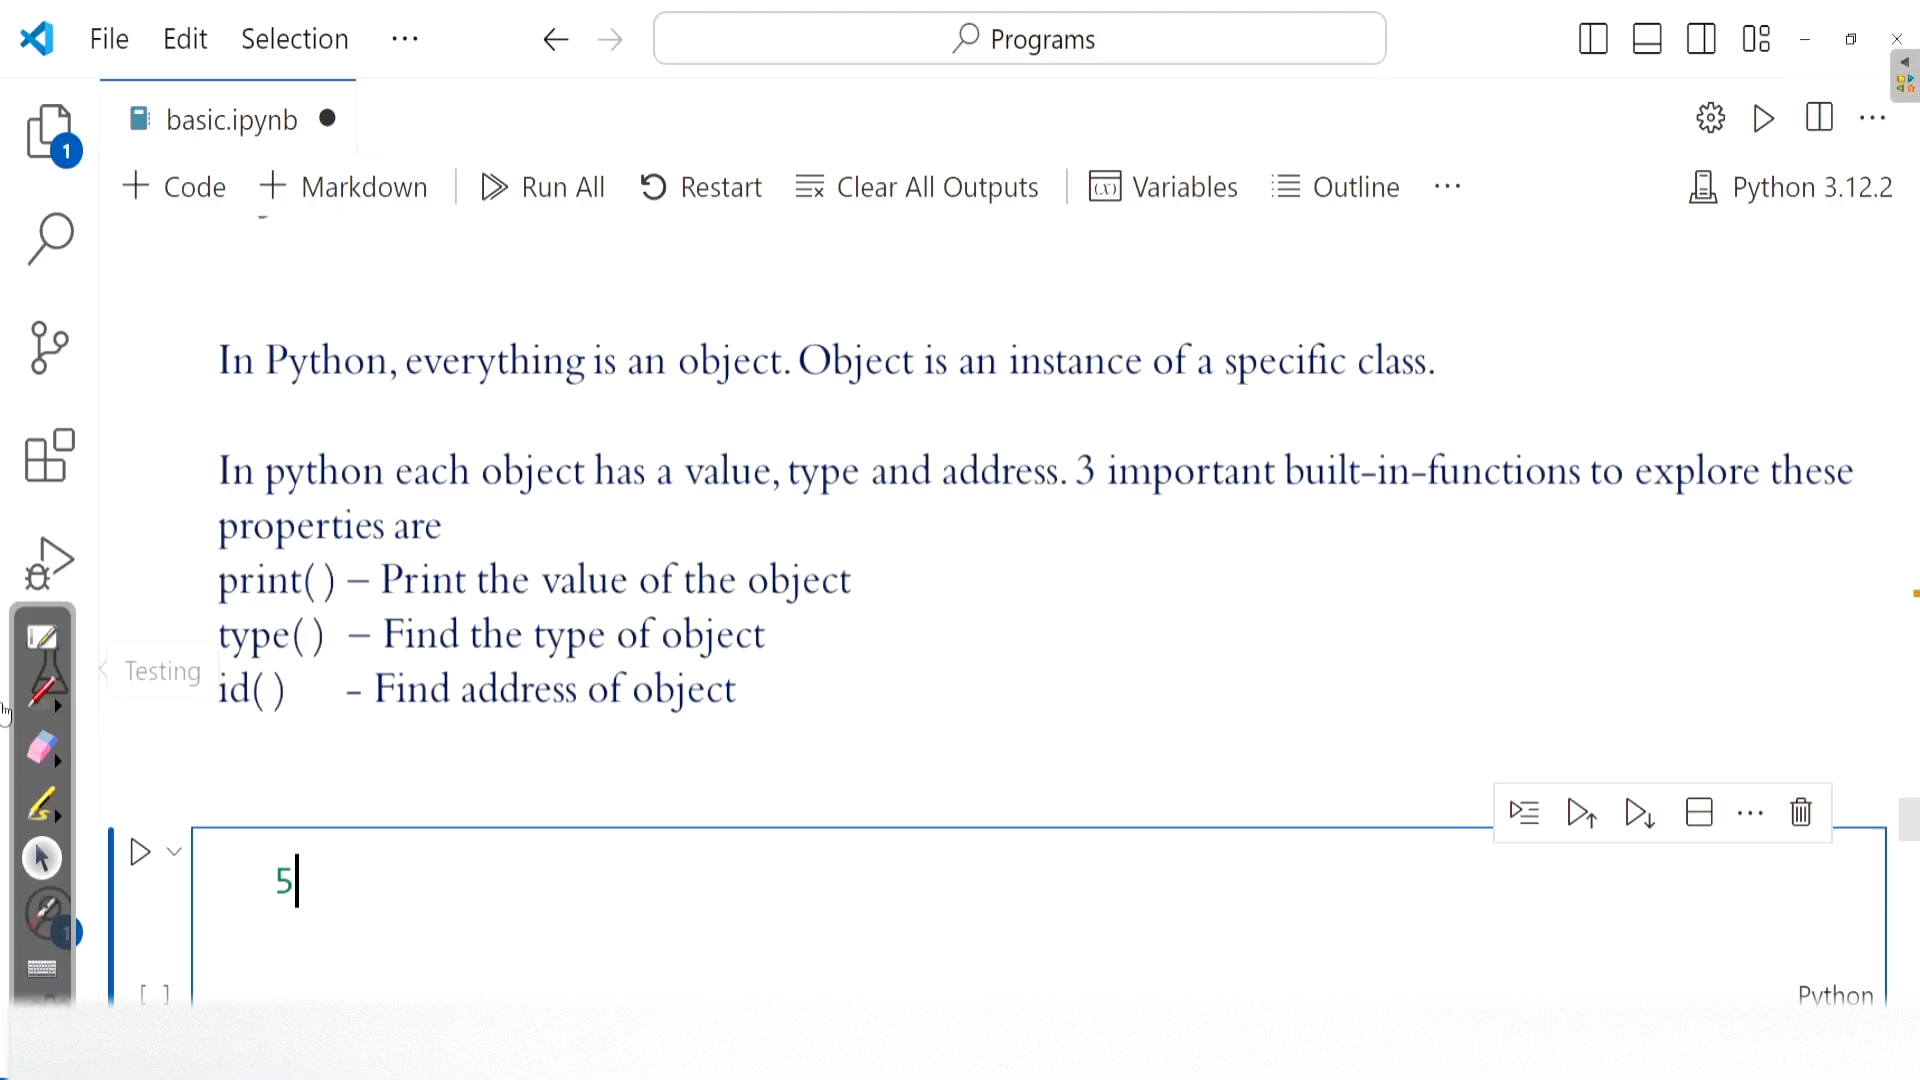 File Edit Selection ···
Programs
basic.ipynb
Code Markdown Run All Restart Clear All Outputs Variables Outline ··· Python 3.12.2
In Python, everything is an object. Object is an instance of a specific class.
In python each object has a value, type and address. 3 important built-in-functions to explore these
properties are
print( ) – Print the value of the object
type( ) – Find the type of object
Testing
id( ) - Find address of object
5
[ ]
Python
1
1